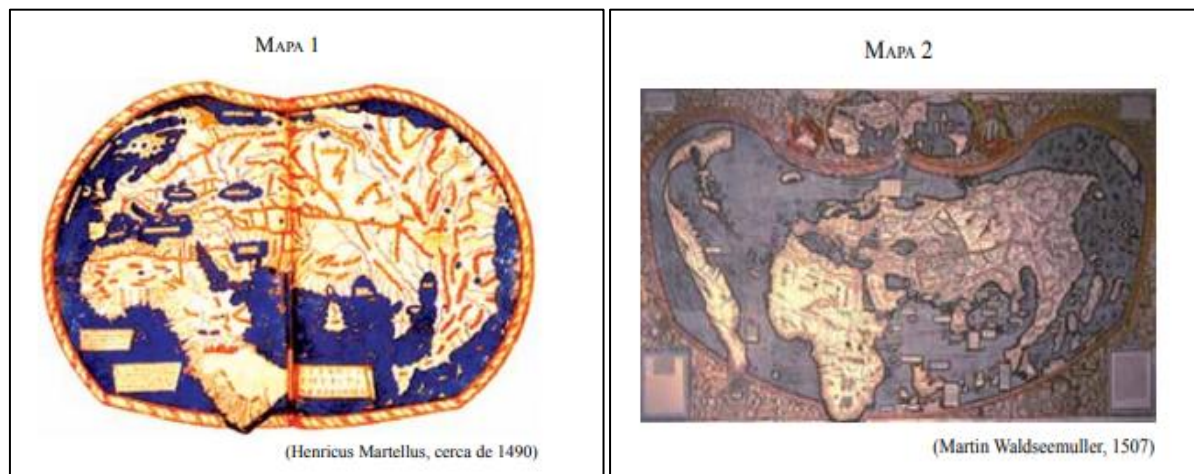 MAPA 1
(Henricus Martellus, cerca de 1490)
MAPA 2
(Martin Waldseemuller, 1507)